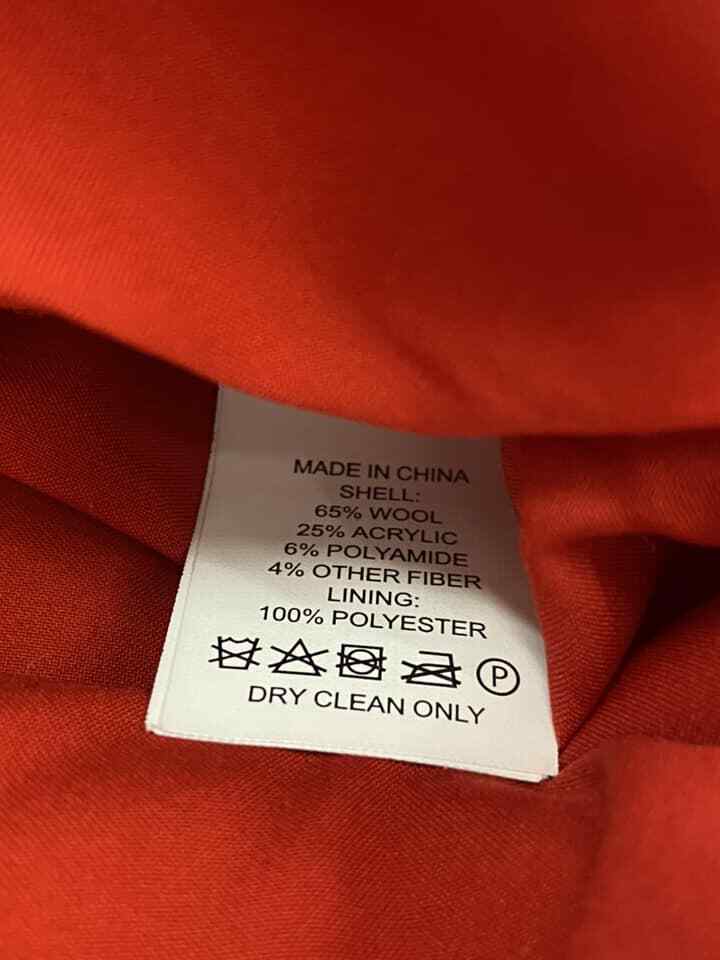 MADE IN CHINA
SHELL:
65% WOOL
25% ACRYLIC
6% POLYAMIDE
4% OTHER FIBER
LINING:
100% POLYESTER
P
DRY CLEAN ONLY